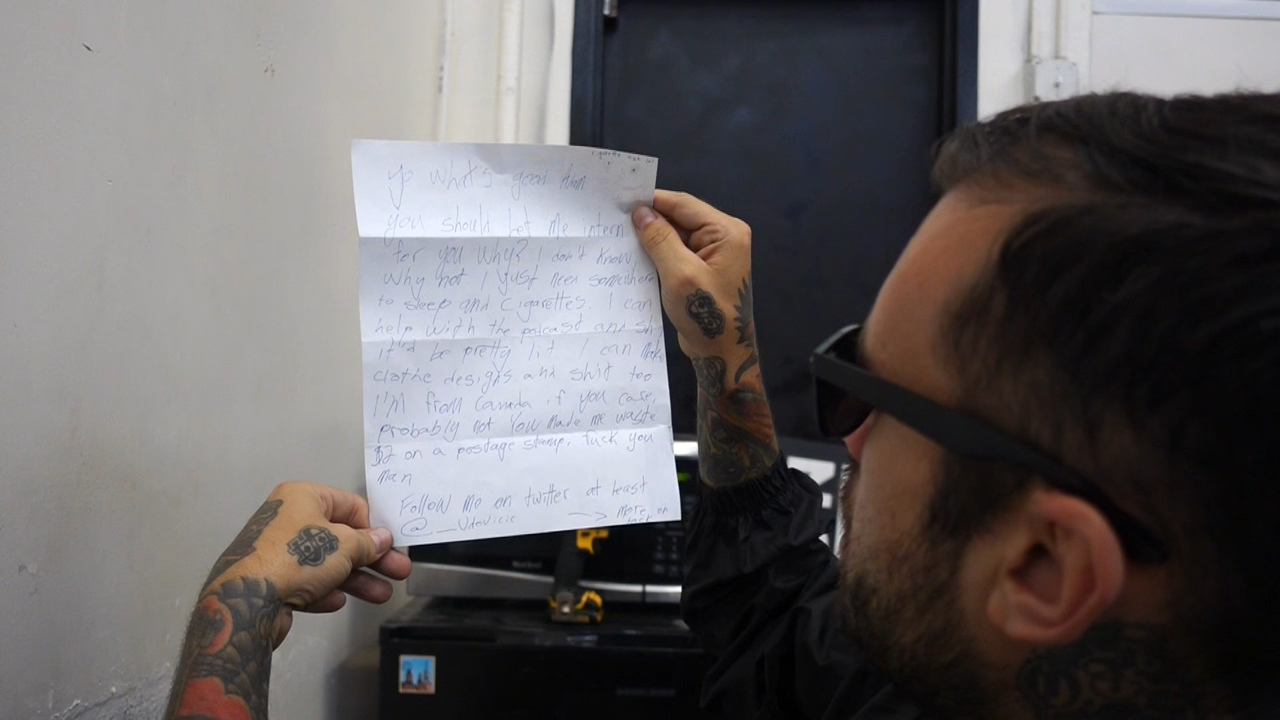 yo what's good
you should let me intern
for you Why? I don't know,
Why not I just need somewhere
to sleep and cigarettes. I can
help with the podcast and sh
it'd be pretty lit I can make
clothe designs and shit too
I'M from Canada if you care,
probably not You made me waste
$2 on a postage stamp, fuck you
Man
Follow me on twitter at least
→ More on